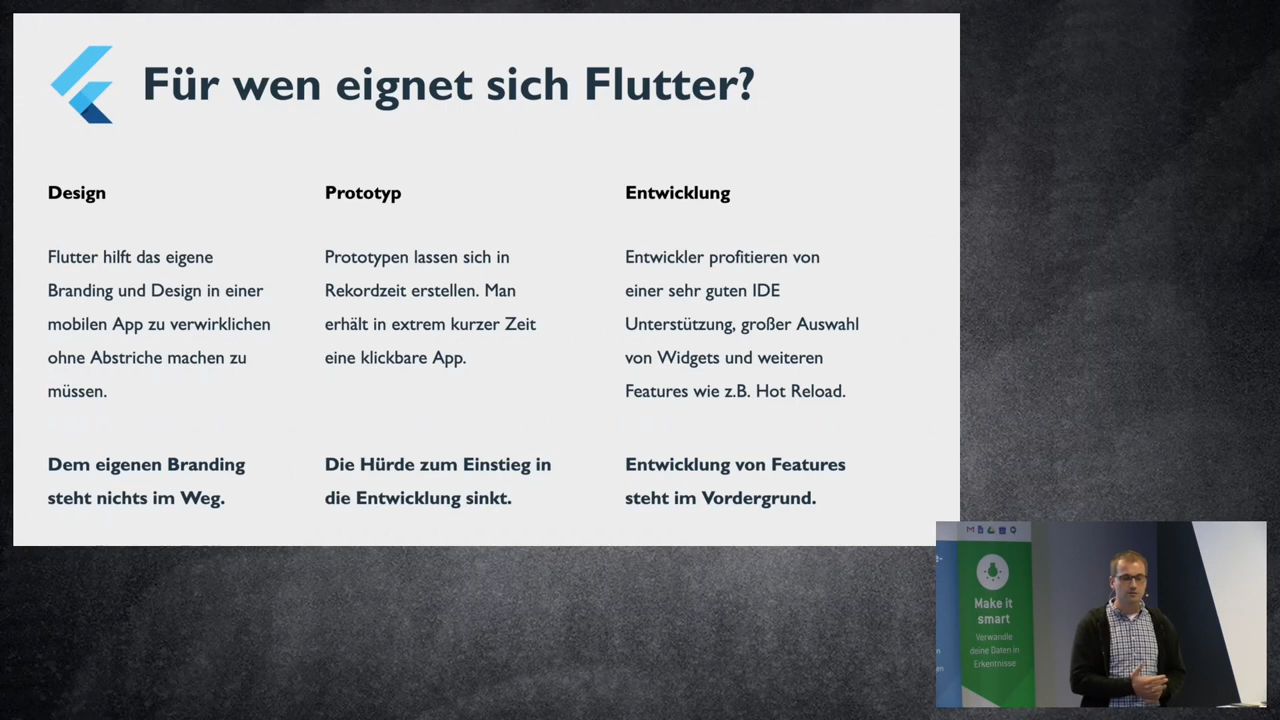 Für wen eignet sich Flutter?
Design
Flutter hilft das eigene
Branding und Design in einer
mobilen App zu verwirklichen
ohne Abstriche machen zu
müssen.
Dem eigenen Branding
steht nichts im Weg.
Prototyp
Prototypen lassen sich in
Rekordzeit erstellen. Man
erhält in extrem kurzer Zeit
eine klickbare App.
Die Hürde zum Einstieg in
die Entwicklung sinkt.
Entwicklung
Entwickler profitieren von
einer sehr guten IDE
Unterstützung, großer Auswahl
von Widgets und weiteren
Features wie z.B. Hot Reload.
Entwicklung von Features
steht im Vordergrund.
Make it
smart
Verwandle
deine Daten in
Erkentnisse